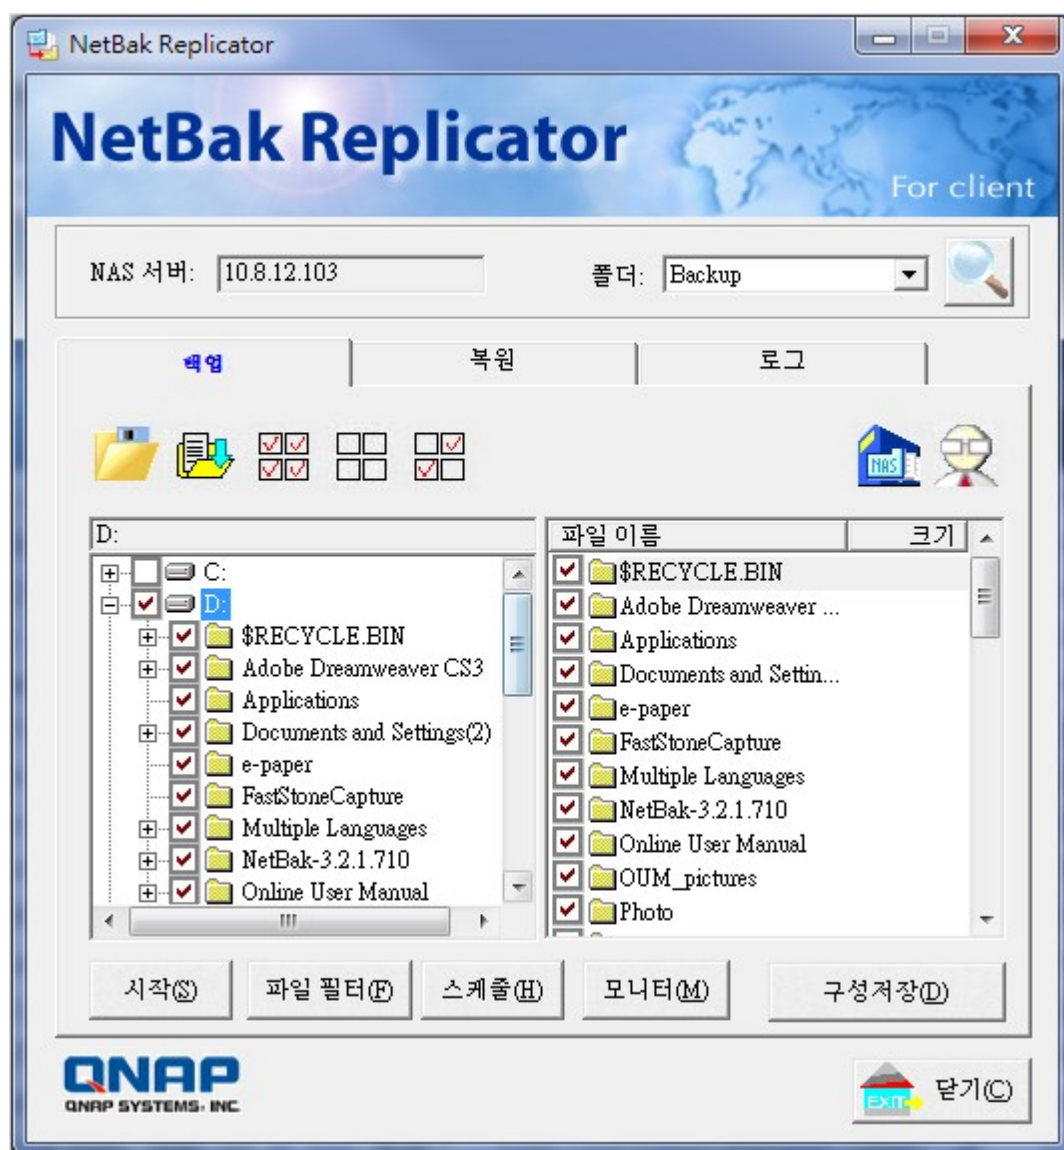 NetBak Replicator
NetBak Replicator
For client
NAS 서버: 10.8.12.103 폴더: Backup
백업 복원 로그
NAS
D:
C:
D:
$RECYCLE.BIN
Adobe Dreamweaver CS3
Applications
Documents and Settings(2)
e-paper
FastStoneCapture
Multiple Languages
NetBak-3.2.1.710
Online User Manual
파일 이름 크기
$RECYCLE.BIN
Adobe Dreamweaver ...
Applications
Documents and Settin...
e-paper
FastStoneCapture
Multiple Languages
NetBak-3.2.1.710
Online User Manual
OUM_pictures
Photo
시작(S) 파일 필터(F) 스케줄(H) 모니터(M) 구성저장(D)
QNAP
QNAP SYSTEMS, INC.
EXIT 닫기(C)